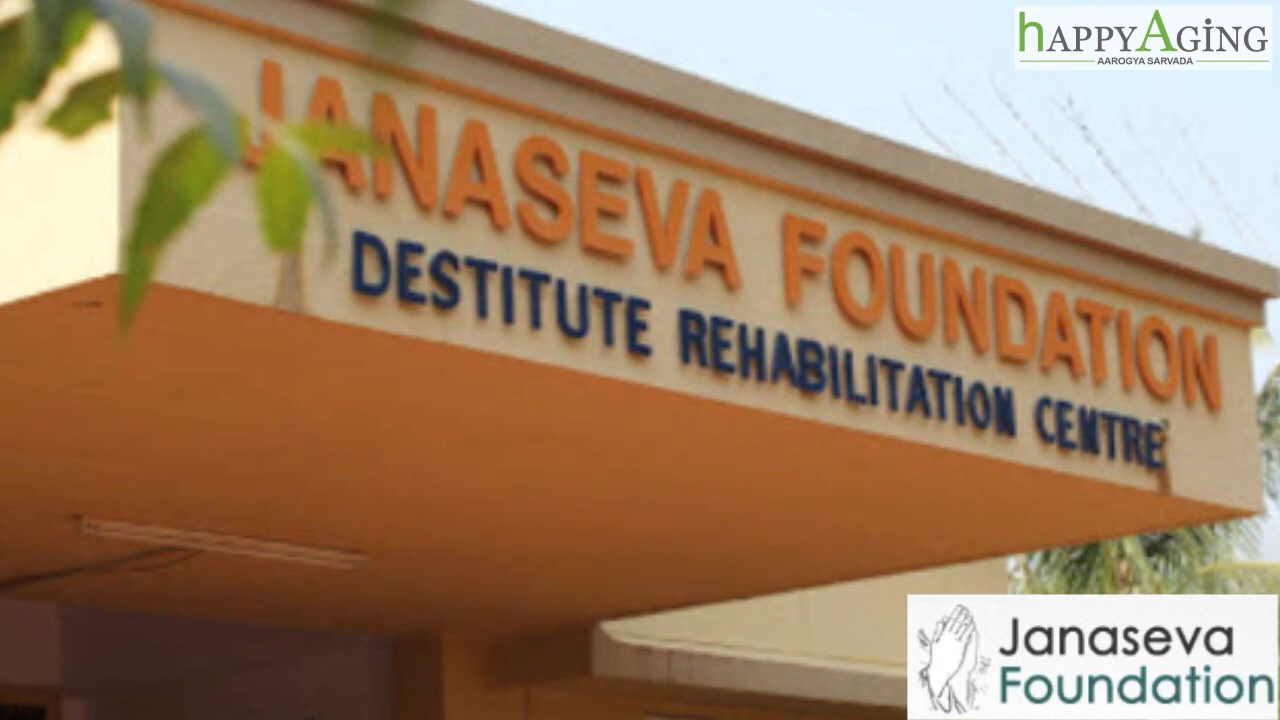 hAPPYAGiNG
AAROGYA SARVADA
JANASEVA FOUNDATION
DESTITUTE REHABILITATION CENTRE
Janaseva
Foundation